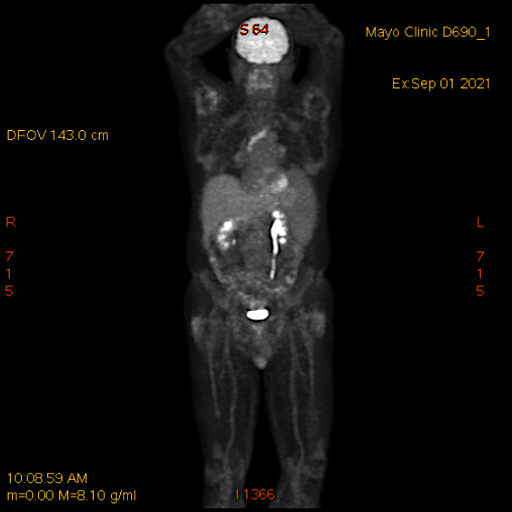 S 64
Mayo Clinic D690_1
Ex:Sep 01 2021
DFOV 143.0 cm
R
L
7
1
5
7
1
5
10:08:59 AM
m=0.00 M=8.10 g/ml
I 1366